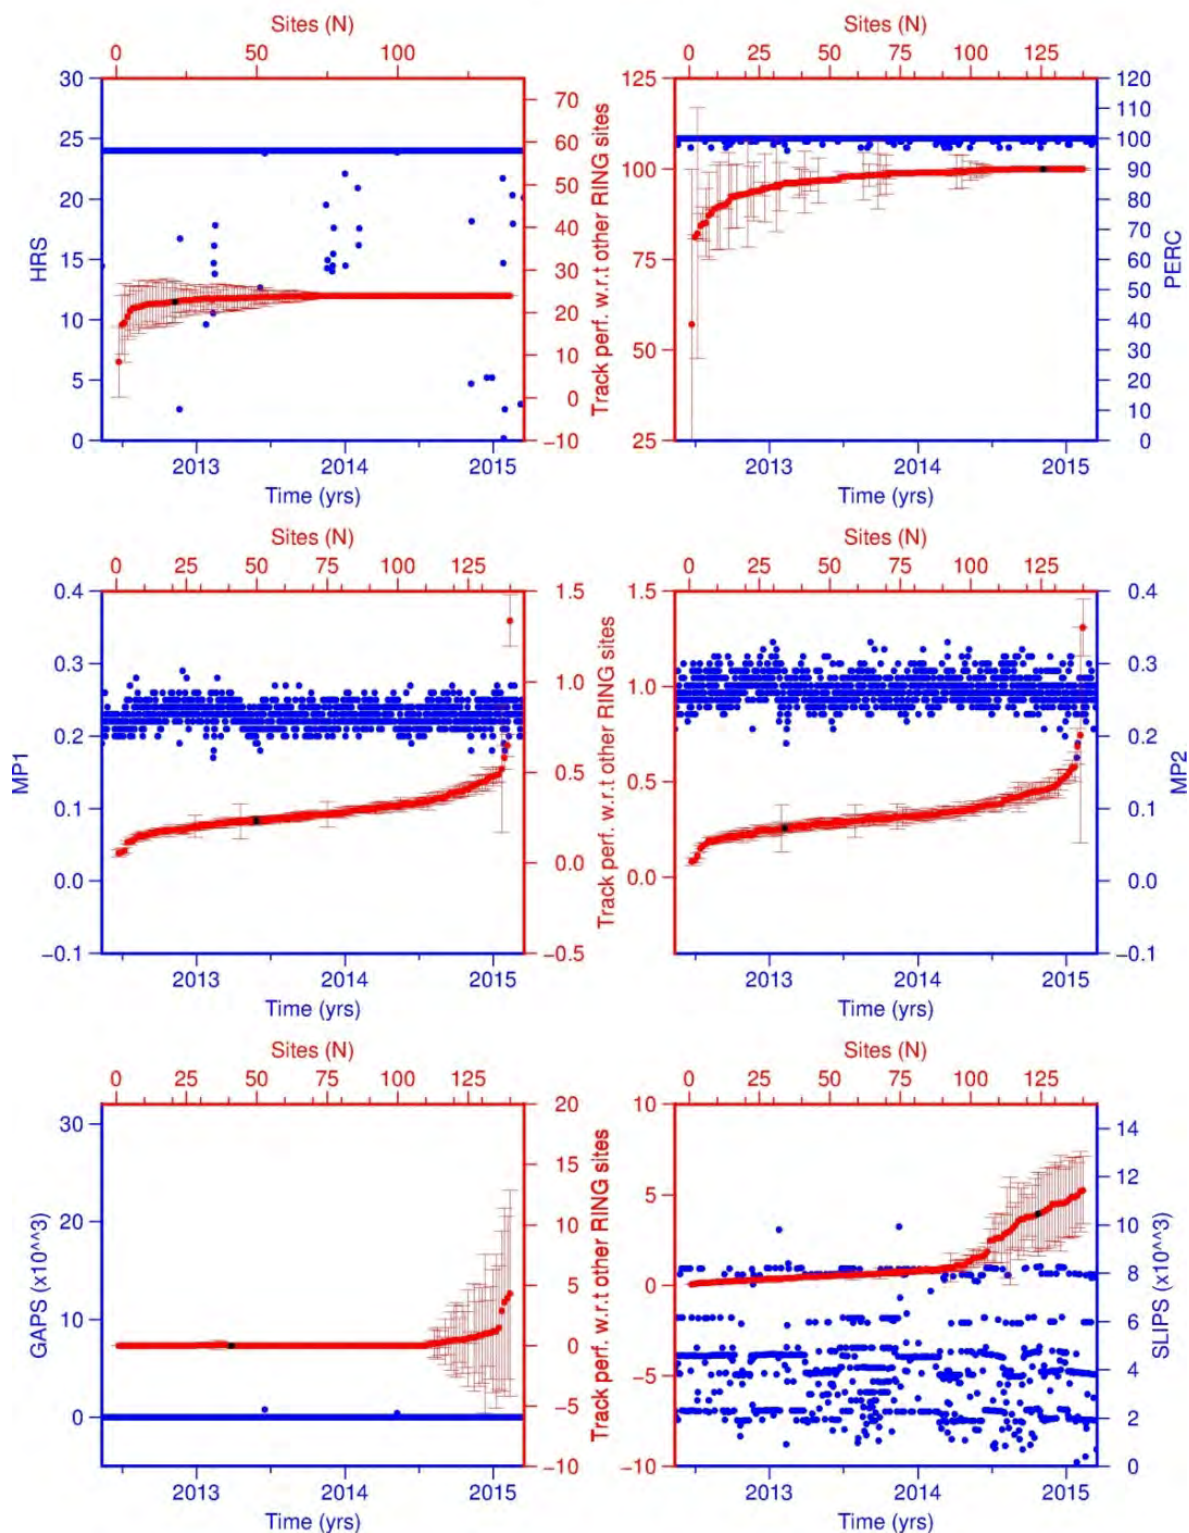 Sites (N) Sites (N)
0 50 100 0 25 50 75 100 125
30 70 125 120
25 60 110
50 100 100
20 40 90
HRS 15 30 Track perf. w.r.t other RING sites 75 80 PERC
20 70
10 10 50 60
5 0 50
0 -10 25 40
30
20
10
0
2013 2014 2015 2013 2014 2015
Time (yrs) Time (yrs)
Sites (N) Sites (N)
0 25 50 75 100 125 0 25 50 75 100 125
0.4 1.5 1.5 0.4
0.3 1.0 1.0 0.3
MP1 0.2 0.5 Track perf. w.r.t other RING sites 0.5 0.2 MP2
0.1 0.0 0.0 0.1
0.0 0.0
-0.1 -0.5 -0.1
2013 2014 2015 2013 2014 2015
Time (yrs) Time (yrs)
Sites (N) Sites (N)
0 25 50 75 100 125 0 25 50 75 100 125
30 20 10 14
20 15 5 12
GAPS (x10^^3) 10 10 Track perf. w.r.t other RING sites 0 10 SLIPS (x10^^3)
0 5 -5 8
0 -10 6
-5 4
-10 2
0
2013 2014 2015 2013 2014 2015
Time (yrs) Time (yrs)